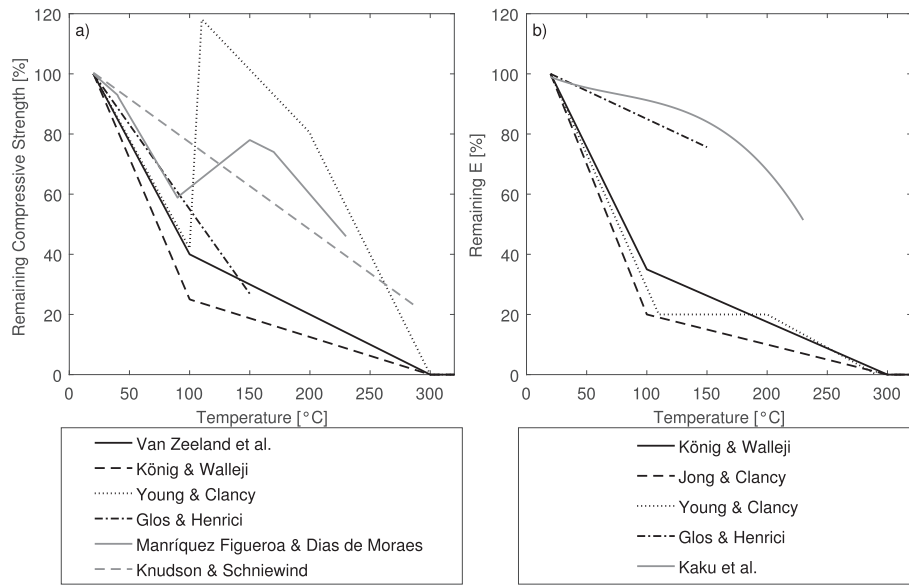 a)
Remaining Compressive Strength [%]
120
100
80
60
40
20
0
0 50 100 150 200 250 300
Temperature [°C]
Van Zeeland et al.
König & Walleji
Young & Clancy
Glos & Henrici
Manríquez Figueroa & Dias de Moraes
Knudson & Schniewind
b)
Remaining E [%]
120
100
80
60
40
20
0
0 50 100 150 200 250 300
Temperature [°C]
König & Walleji
Jong & Clancy
Young & Clancy
Glos & Henrici
Kaku et al.